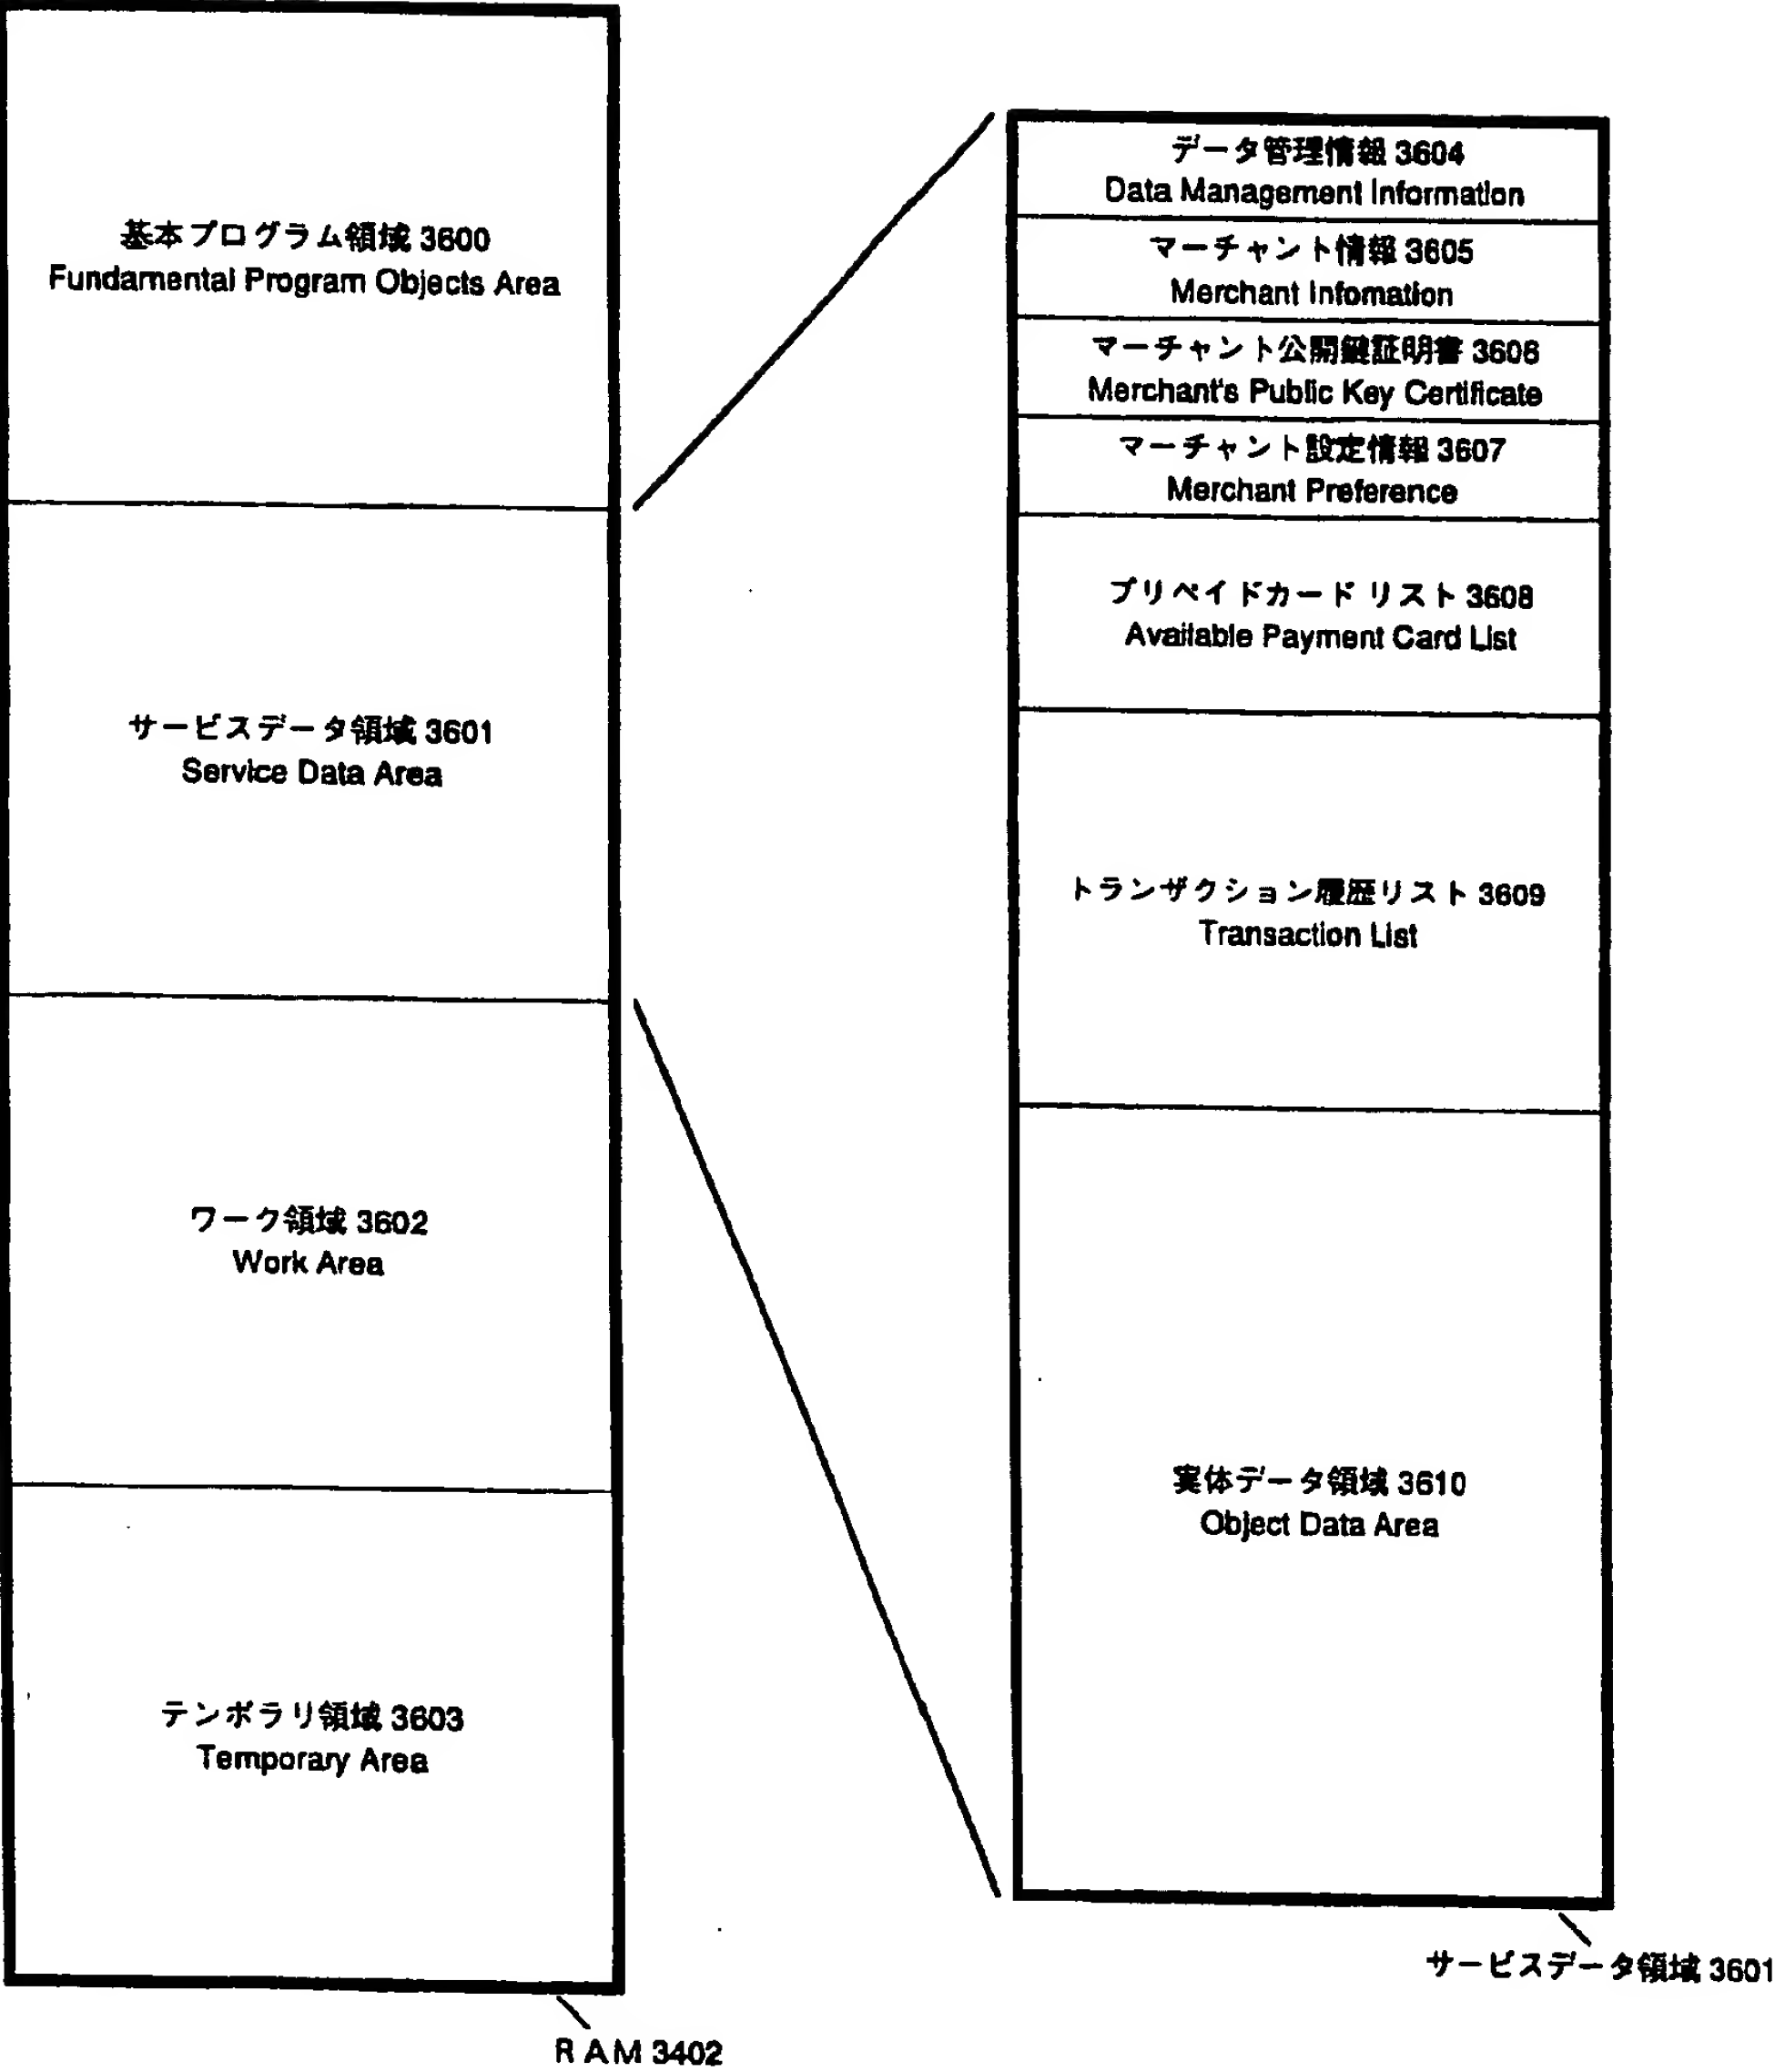 基本プログラム領域 3600
Fundamental Program Objects Area
サービスデータ領域 3601
Service Data Area
ワーク領域 3602
Work Area
テンポラリ領域 3603
Temporary Area
RAM 3402
データ管理情報 3604
Data Management Information
マーチャント情報 3605
Merchant Infomation
マーチャント公開鍵証明書 3606
Merchant's Public Key Certificate
マーチャント設定情報 3607
Merchant Preference
プリペイドカード リスト 3608
Available Payment Card List
トランザクション履歴リスト 3609
Transaction List
実体データ領域 3610
Object Data Area
サービスデータ領域 3601